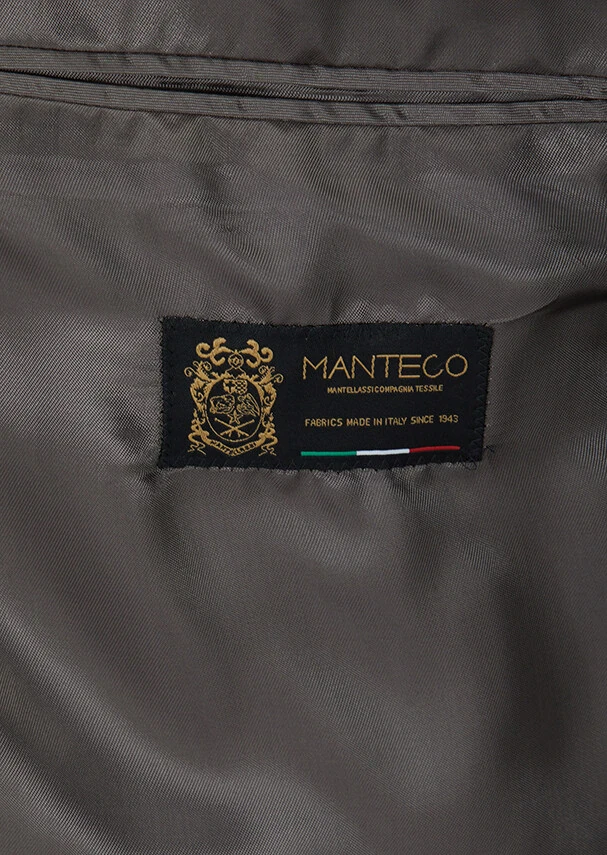 MANTECO
MANTELLASSI COMPAGNIA TESSILE
FABRICS MADE IN ITALY SINCE 1943